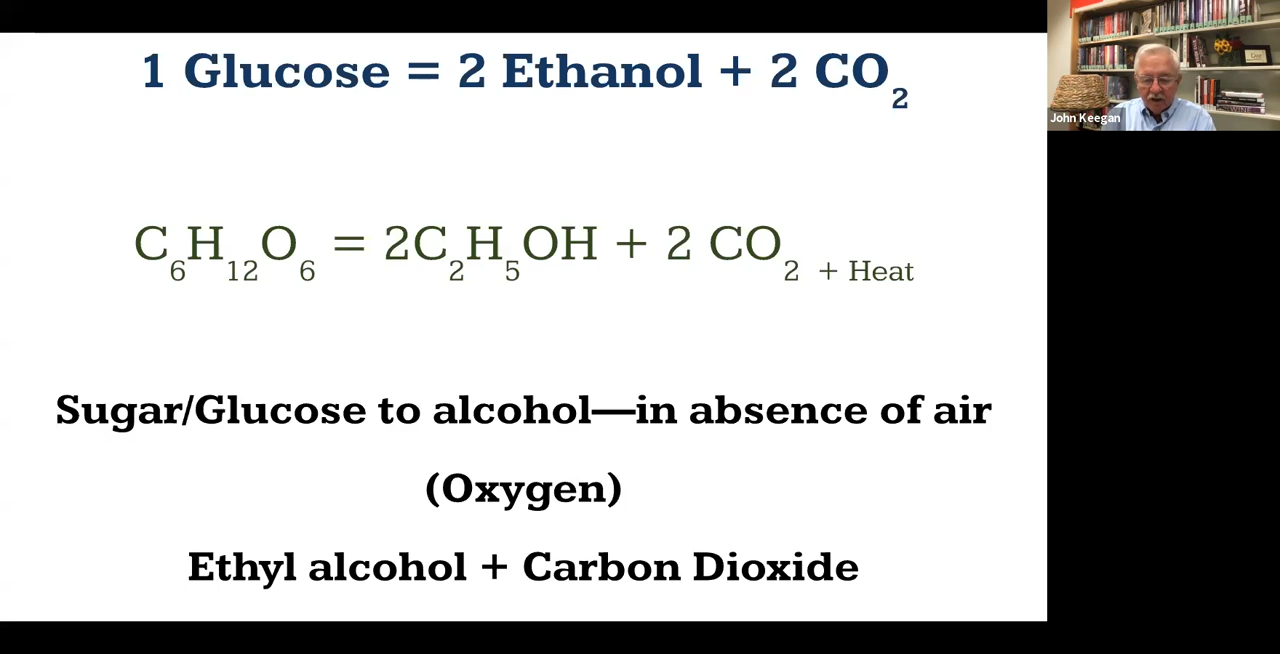 1 Glucose = 2 Ethanol + 2 CO₂
C₆H₁₂O₆ = 2C₂H₅OH + 2 CO₂ + Heat
Sugar/Glucose to alcohol—in absence of air
(Oxygen)
Ethyl alcohol + Carbon Dioxide
John Keegan
WINE